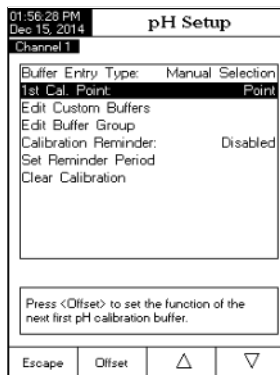 01:56:28 PM
Dec 15, 2014
pH Setup
Channel 1
Buffer Entry Type: Manual Selection
1st Cal. Point: Point
Edit Custom Buffers
Edit Buffer Group
Calibration Reminder: Disabled
Set Reminder Period
Clear Calibration
Press <Offset> to set the function of the
next first pH calibration buffer.
Escape Offset △ ▽